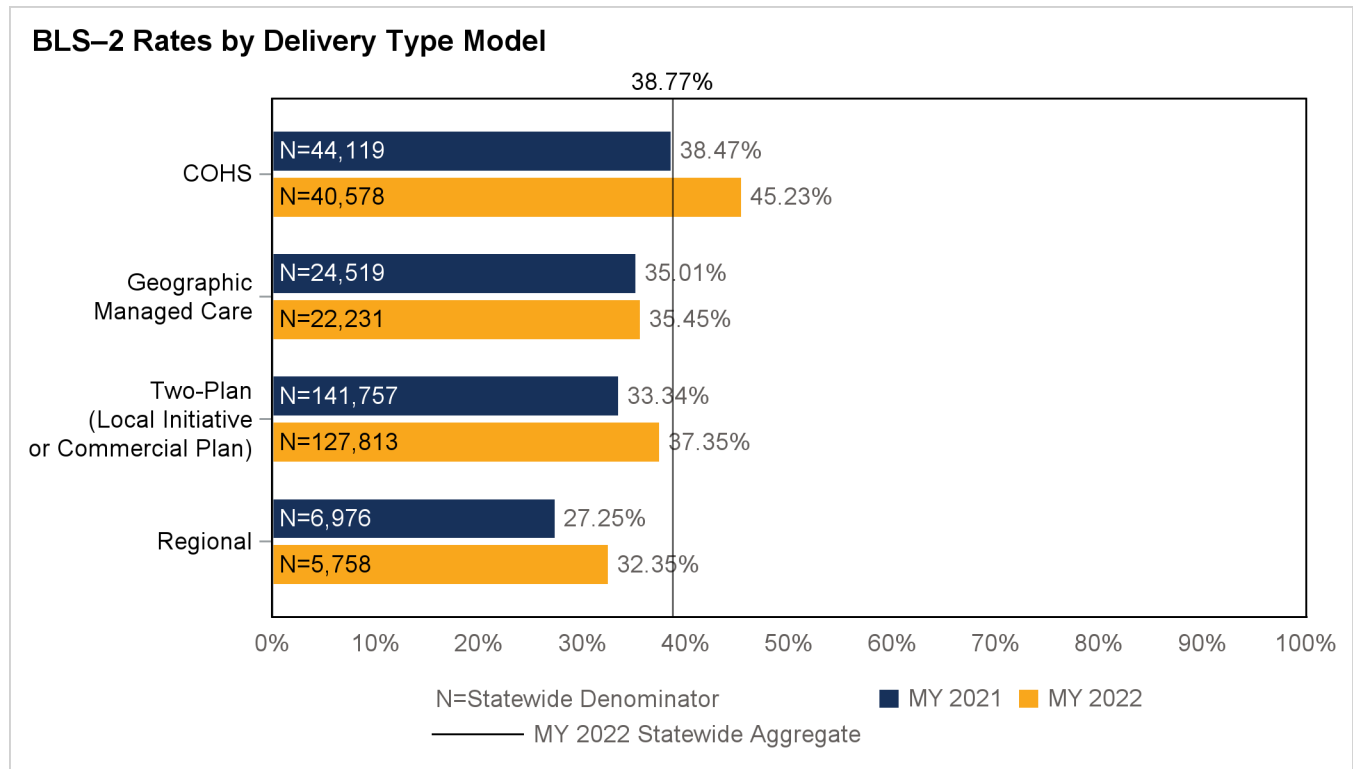 BLS–2 Rates by Delivery Type Model
38.77%
COHS
N=44,119
38.47%
N=40,578
45.23%
Geographic
Managed Care
N=24,519
35.01%
N=22,231
35.45%
Two-Plan
(Local Initiative
or Commercial Plan)
N=141,757
33.34%
N=127,813
37.35%
Regional
N=6,976
27.25%
N=5,758
32.35%
0% 10% 20% 30% 40% 50% 60% 70% 80% 90% 100%
N=Statewide Denominator
MY 2021 MY 2022
MY 2022 Statewide Aggregate